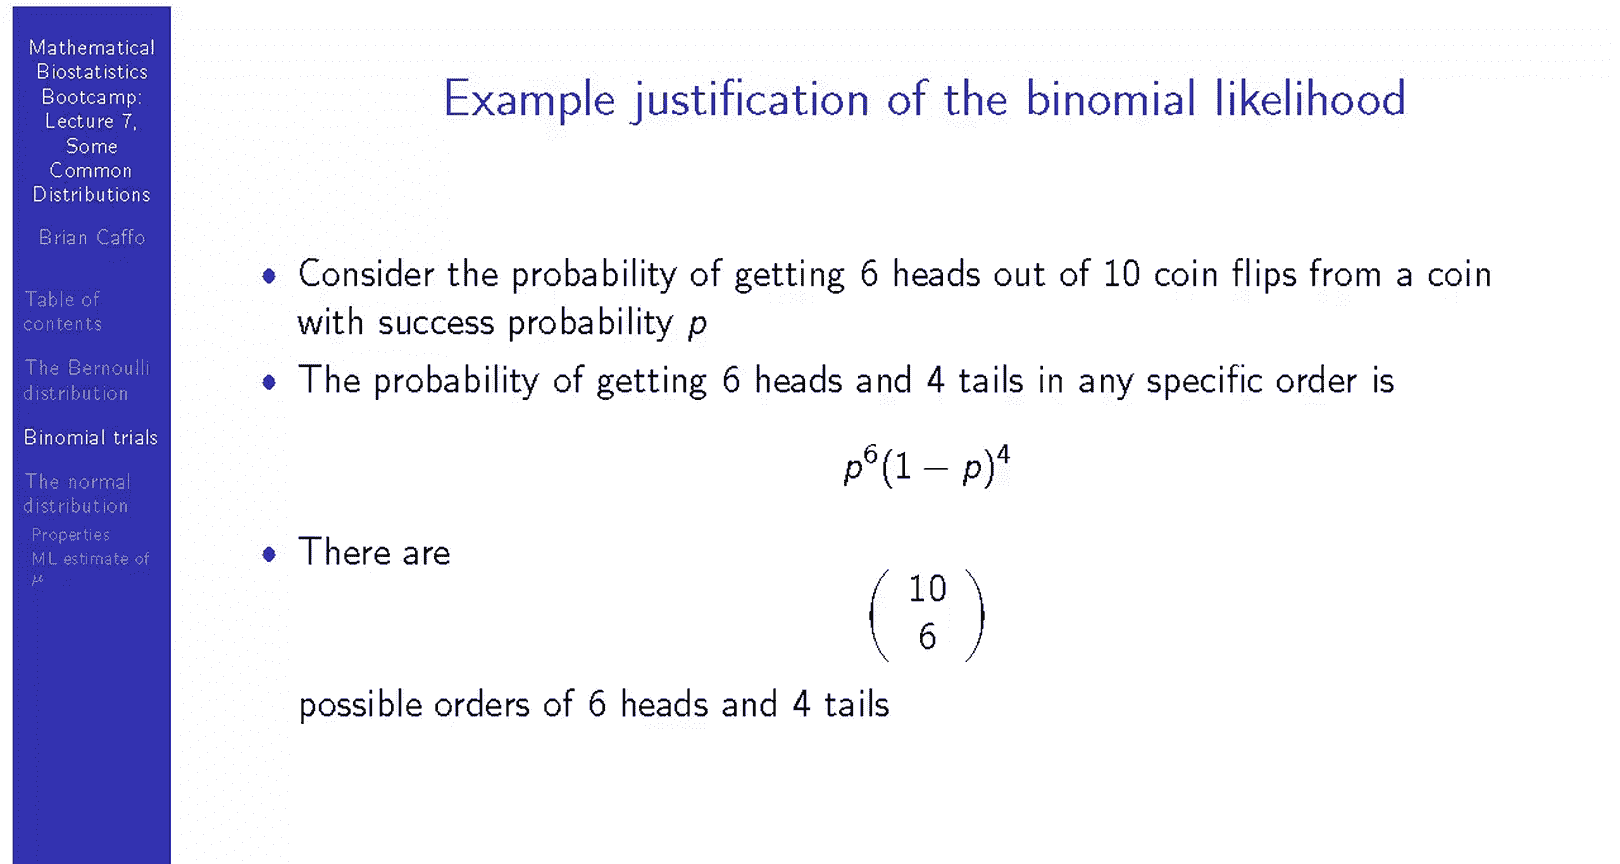 Mathematical
Biostatistics
Bootcamp:
Lecture 7,
Some
Common
Distributions
Brian Caffo
Table of
contents
The Bernoulli
distribution
Binomial trials
The normal
distribution
Properties
ML estimate of
μ
Example justification of the binomial likelihood
• Consider the probability of getting 6 heads out of 10 coin flips from a coin
with success probability p
• The probability of getting 6 heads and 4 tails in any specific order is
p⁶(1 − p)⁴
• There are
( 10
6 )
possible orders of 6 heads and 4 tails